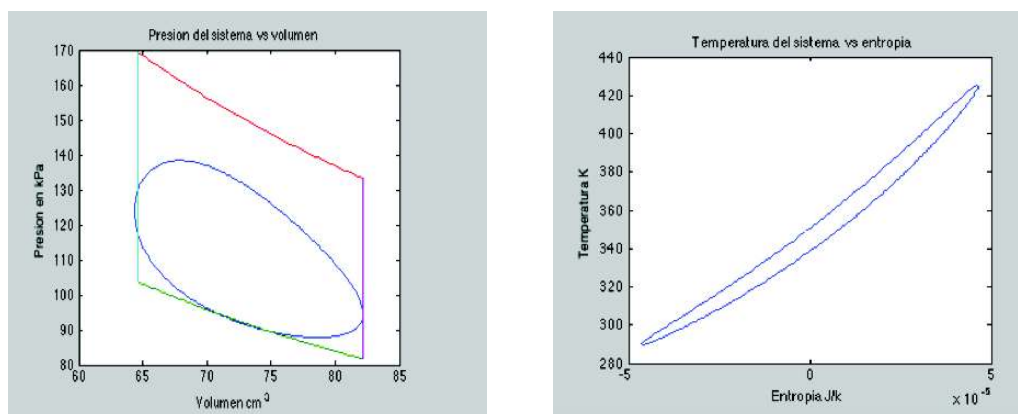 Presion del sistema vs volumen
170
160
150
140
130
120
110
100
90
80
Presion en kPa
60 65 70 75 80 85
Volumen cm³
Temperatura del sistema vs entropia
440
420
400
380
360
340
320
300
280
Temperatura K
-5 0 5
Entropia J/k
x 10⁻⁵